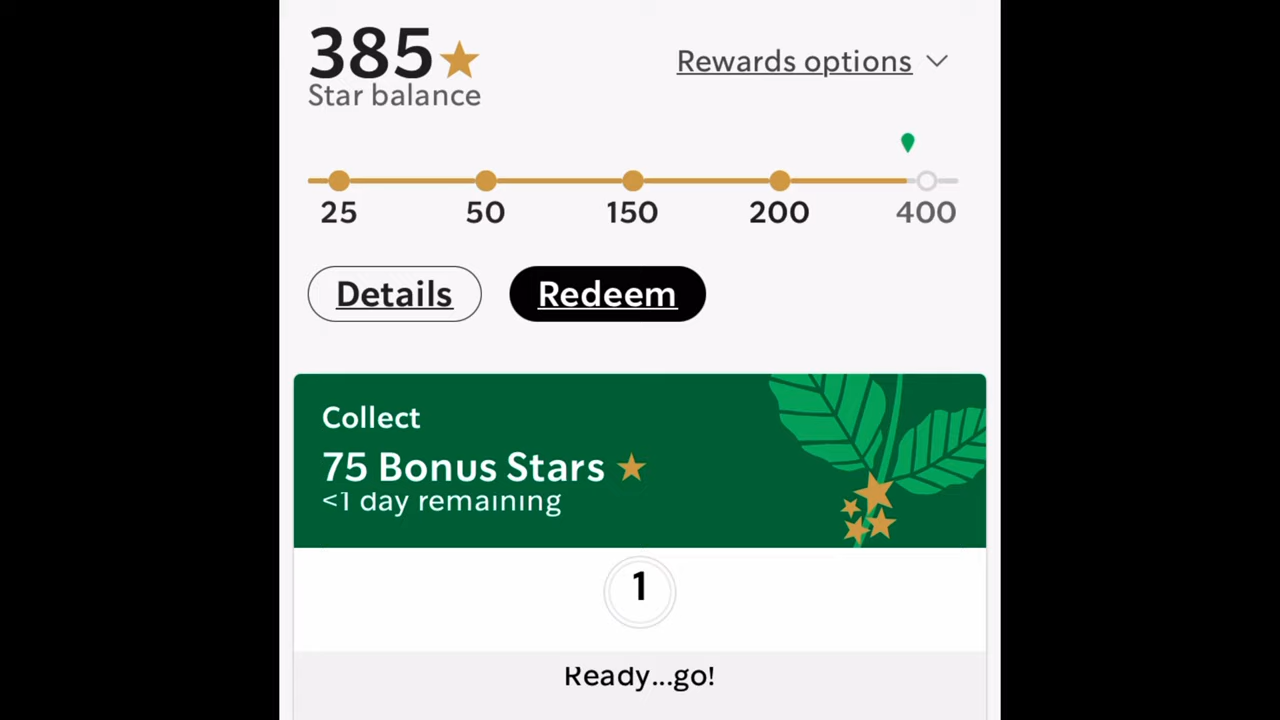 385
Star balance
Rewards options
25 50 150 200 400
Details Redeem
Collect
75 Bonus Stars
<1 day remaining
1
Ready...go!